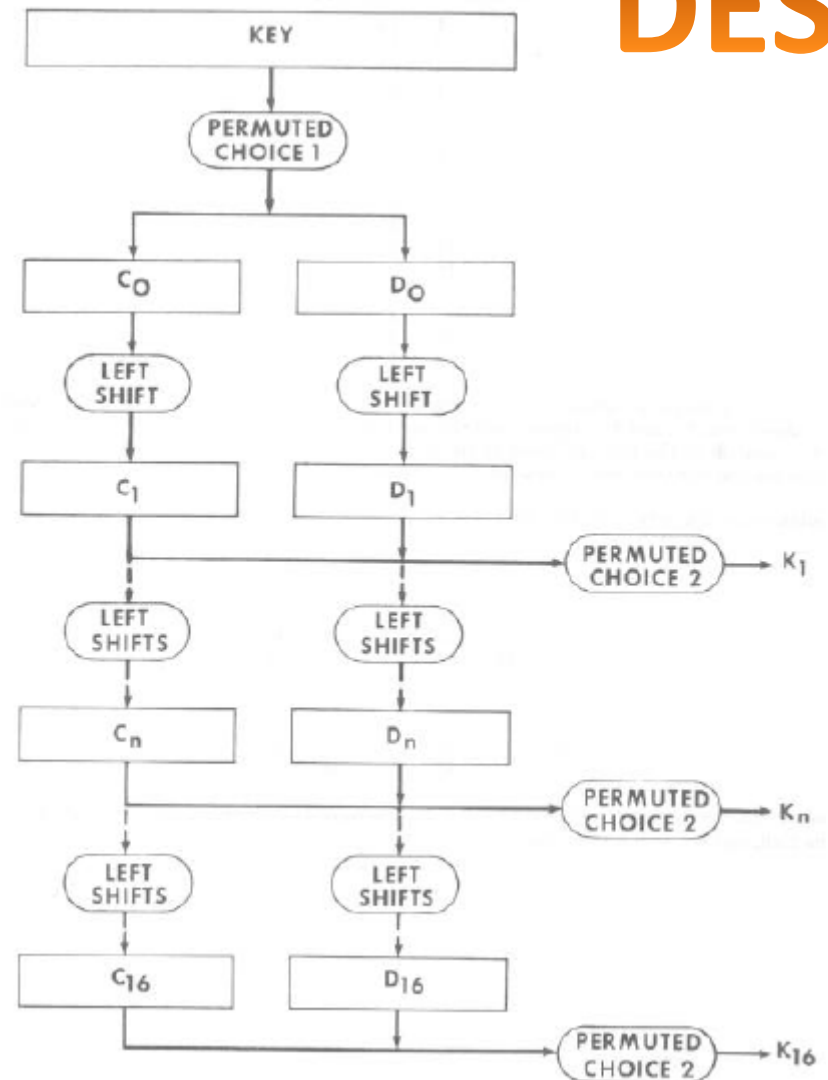 DES
KEY
PERMUTED
CHOICE 1
C0
D0
LEFT
SHIFT
LEFT
SHIFT
C1
D1
PERMUTED
CHOICE 2
K1
LEFT
SHIFTS
LEFT
SHIFTS
Cn
Dn
PERMUTED
CHOICE 2
Kn
LEFT
SHIFTS
LEFT
SHIFTS
C16
D16
PERMUTED
CHOICE 2
K16